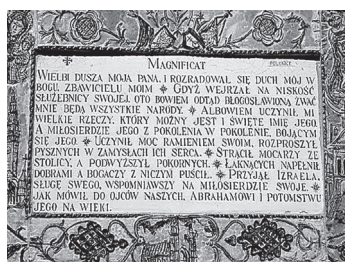 Magnificat
POLONAIS
Wielbi dusza moja Pana, i rozradował się duch mój w
Bogu, Zbawicielu moim ✠ Gdyż wejrzał na niskość
służebnicy swojej, oto bowiem odtąd błogosławioną zwać
mnie będą wszystkie narody. ✠ Albowiem uczynił mi
wielkie rzeczy, który możny jest i święte imię jego.
A miłosierdzie jego z pokolenia w pokolenie, bojącym
się jego. ✠ Uczynił moc ramieniem swoim, rozproszył
pysznych w zamysłach ich serca. ✠ Strącił mocarzy ze
stolicy, a podwyższył pokornych. ✠ Łaknących napełnił
dobrami a bogaczy z niczym puścił. ✠ Przyjął Izraela,
sługę swego, wspomniawszy na miłosierdzie swoje. ✠
Jak mówił do ojców naszych, Abrahamowi i potomstwu
jego na wieki.